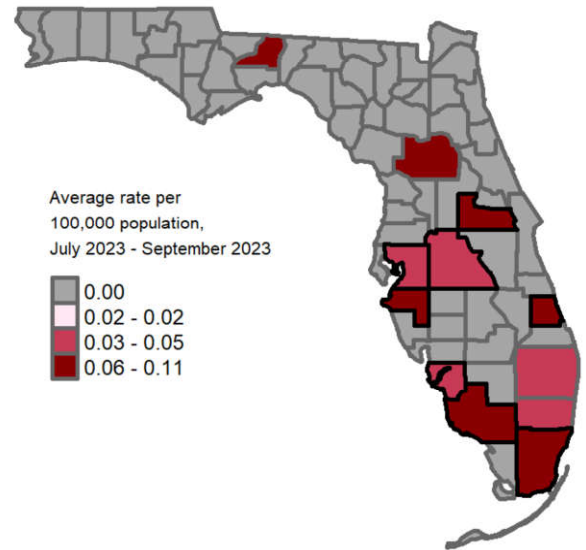 Average rate per
100,000 population,
July 2023 - September 2023
0.00
0.02 - 0.02
0.03 - 0.05
0.06 - 0.11